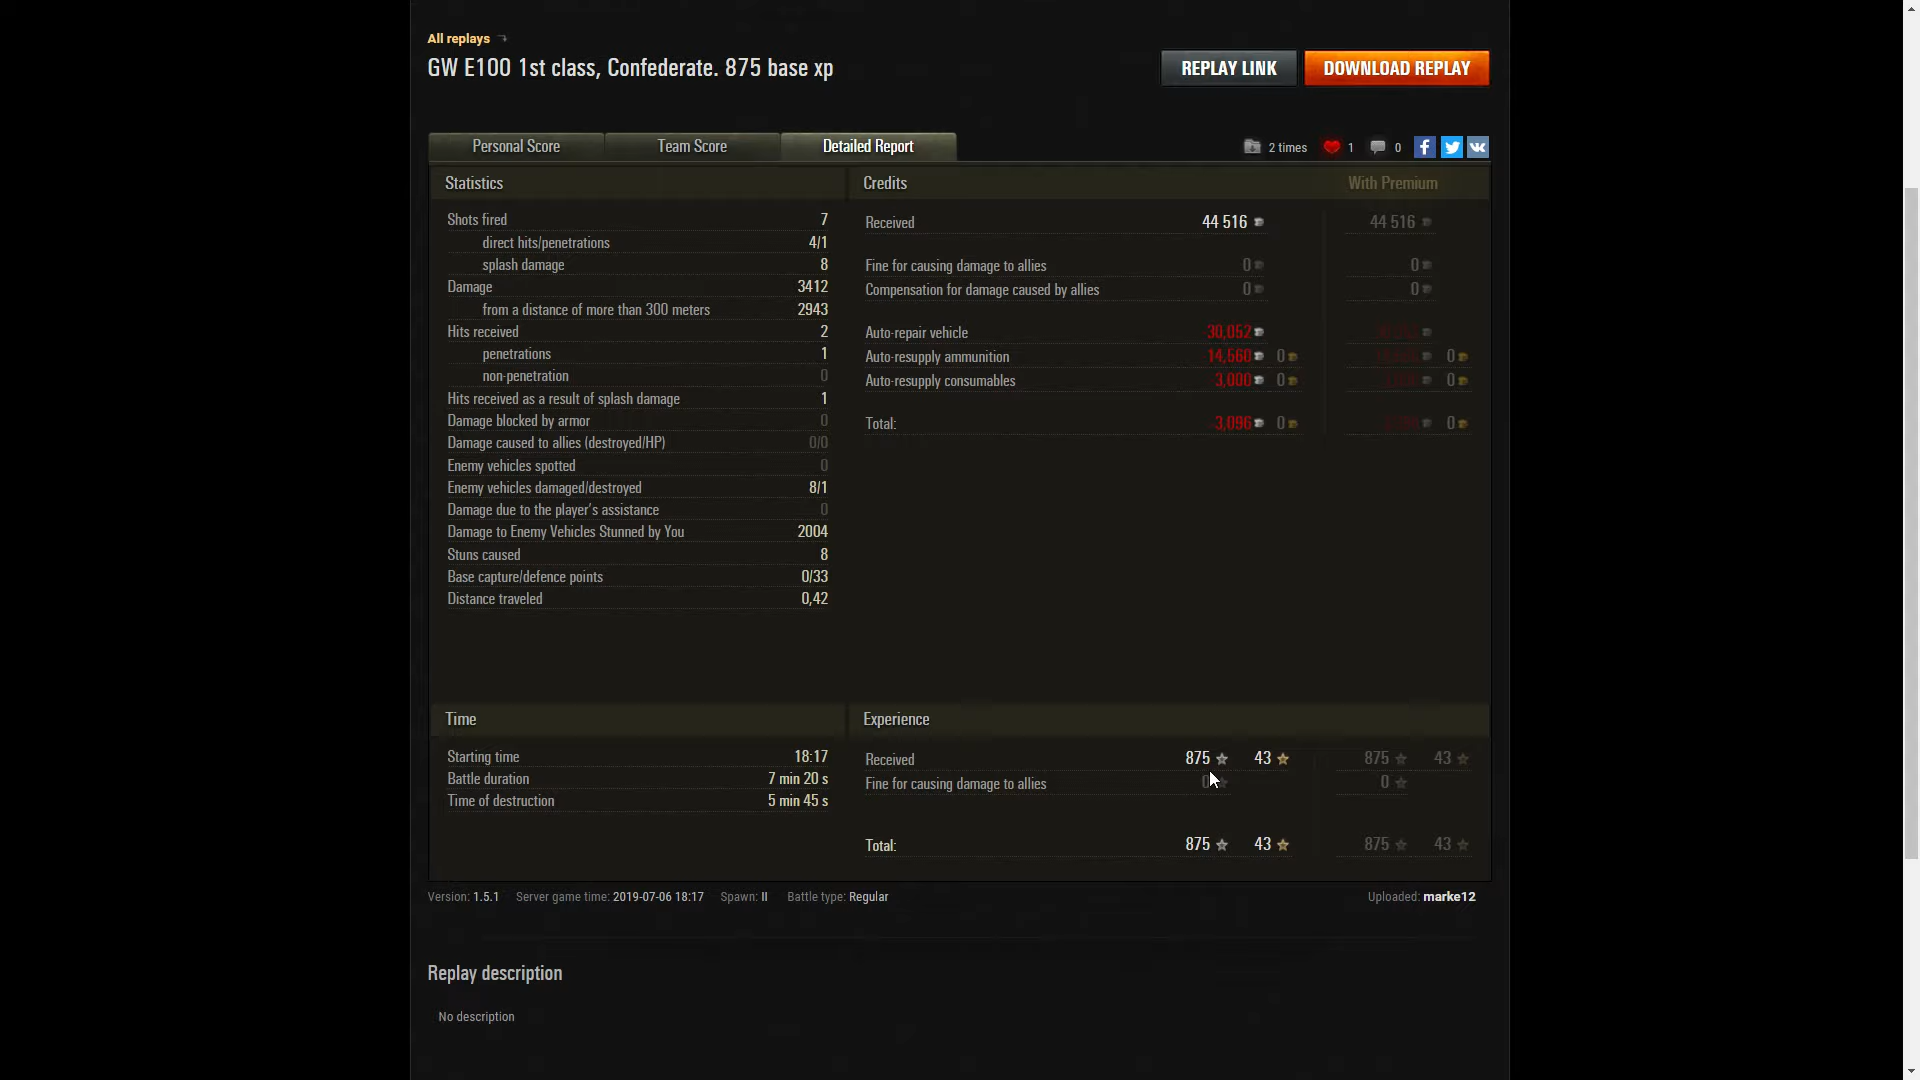 All replays
GW E100 1st class, Confederate. 875 base xp
REPLAY LINK
DOWNLOAD REPLAY
Personal Score
Team Score
Detailed Report
2 times
1
0
Statistics
Shots fired 7
direct hits/penetrations 4/1
splash damage 8
Damage 3412
from a distance of more than 300 meters 2943
Hits received 2
penetrations 1
non-penetration 0
Hits received as a result of splash damage 1
Damage blocked by armor 0
Damage caused to allies (destroyed/HP) 0/0
Enemy vehicles spotted 0
Enemy vehicles damaged/destroyed 8/1
Damage due to the player's assistance 0
Damage to Enemy Vehicles Stunned by You 2004
Stuns caused 8
Base capture/defence points 0/33
Distance traveled 0,42
Credits With Premium
Received 44 516 44 516
Fine for causing damage to allies 0 0
Compensation for damage caused by allies 0 0
Auto-repair vehicle -30,052
Auto-resupply ammunition -14,560 0 0
Auto-resupply consumables -3,000 0 0
Total: -3,096 0 0
Time
Starting time 18:17
Battle duration 7 min 20 s
Time of destruction 5 min 45 s
Experience
Received 875 43 875 43
Fine for causing damage to allies 0 0
Total: 875 43 875 43
Version: 1.5.1 Server game time: 2019-07-06 18:17 Spawn: II Battle type: Regular
Uploaded: marke12
Replay description
No description